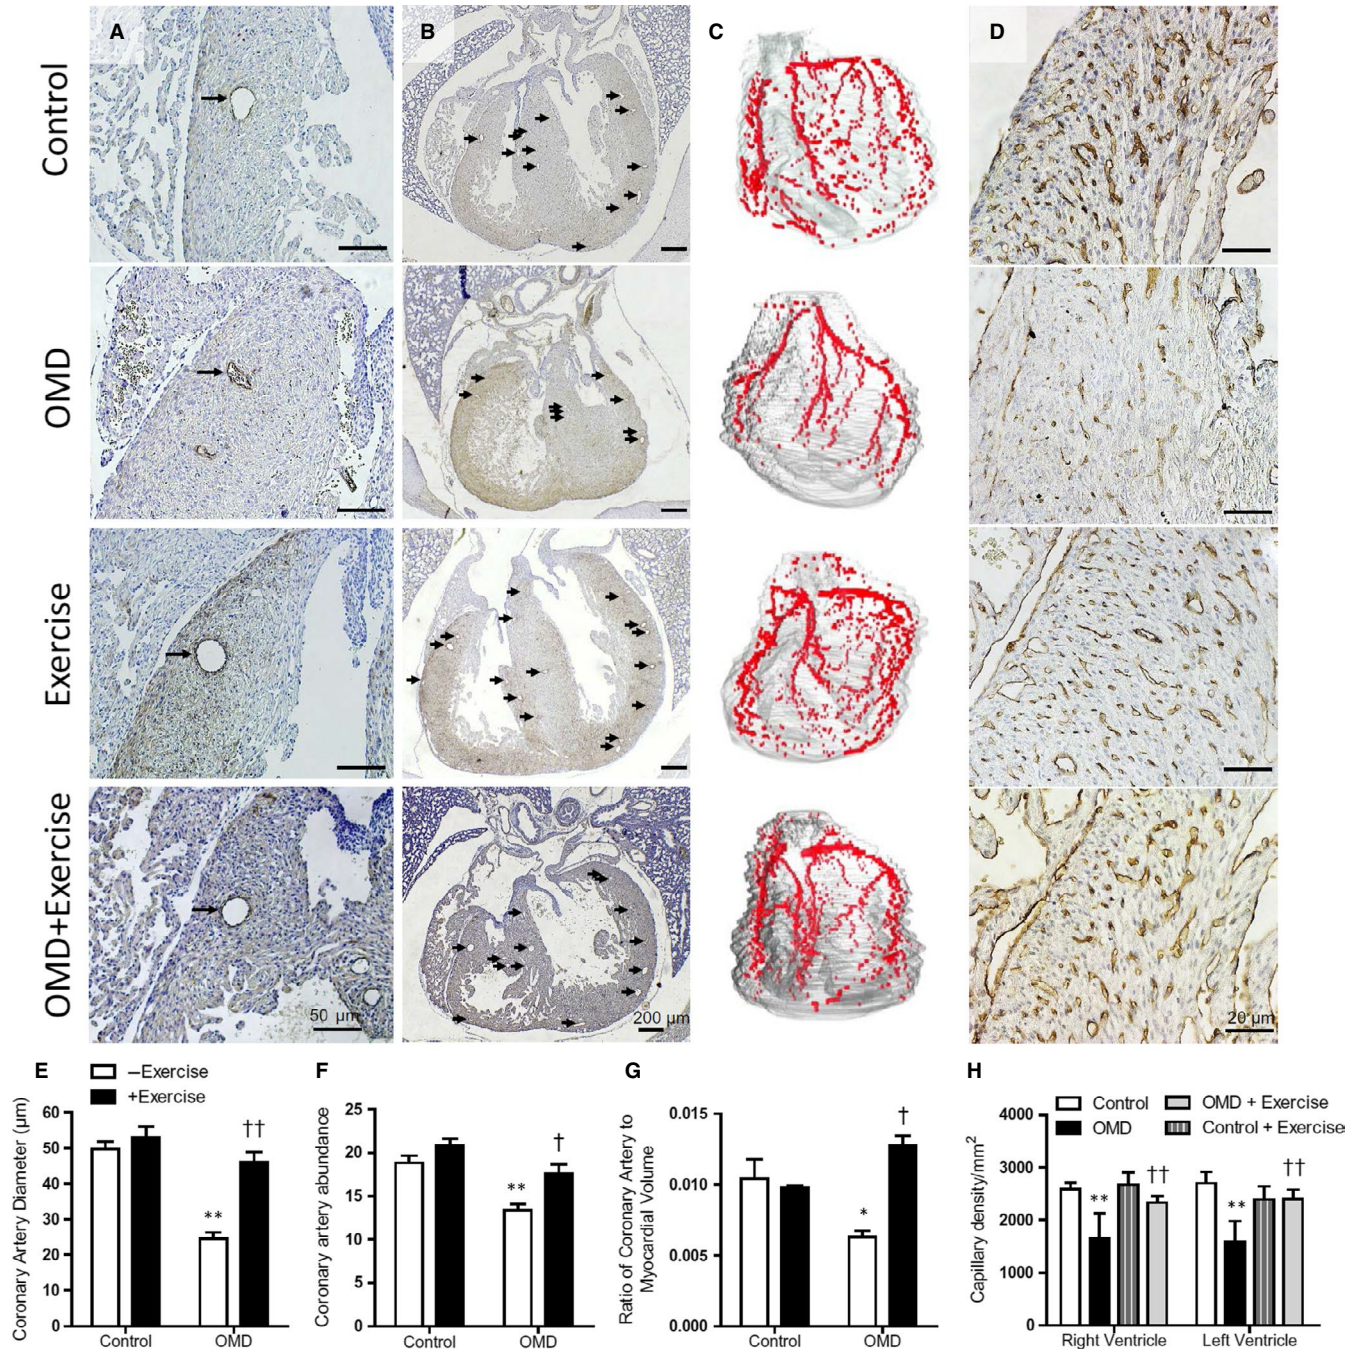 A
B
C
D
Control
OMD
Exercise
OMD+Exercise
50 µm
200 µm
20 µm
E
–Exercise
+Exercise
Coronary Artery Diameter (µm)
60
50
40
30
20
10
0
**
††
Control
OMD
F
Coronary artery abundance
25
20
15
10
5
0
**
†
Control
OMD
G
Ratio of Coronary Artery to
Myocardial Volume
0.015
0.010
0.005
0.000
*
†
Control
OMD
H
Control
OMD
OMD + Exercise
Control + Exercise
Capillary density/mm²
4000
3000
2000
1000
0
**
††
**
††
Right Ventricle
Left Ventricle